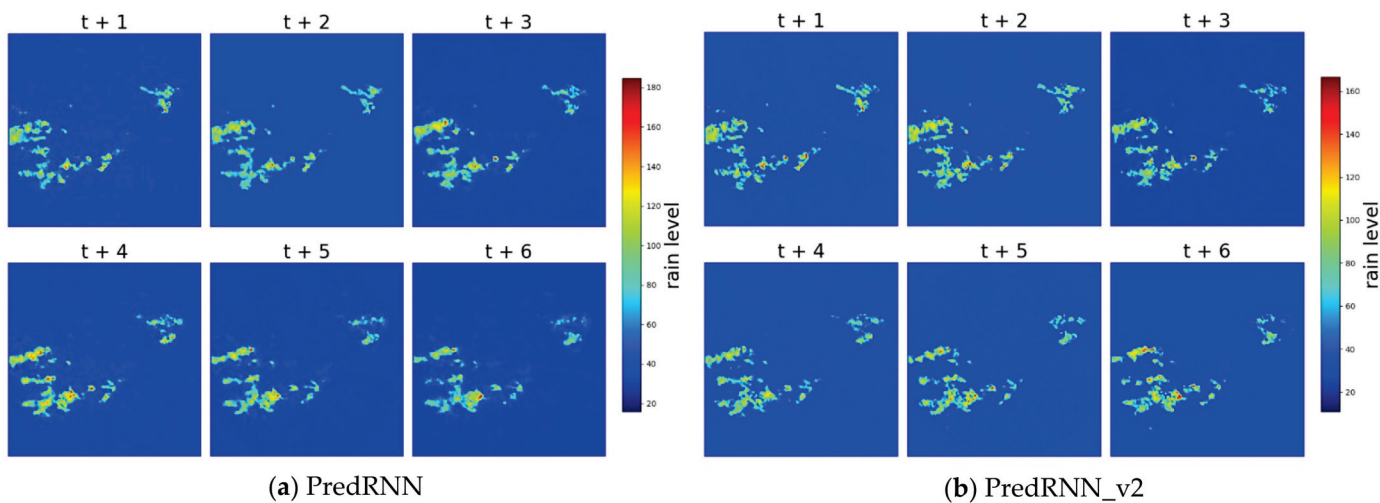 t + 1 t + 2 t + 3
180
160
140
120
100
80
60
40
20
rain level
t + 4 t + 5 t + 6
(a) PredRNN
t + 1 t + 2 t + 3
160
140
120
100
80
60
40
20
rain level
t + 4 t + 5 t + 6
(b) PredRNN_v2